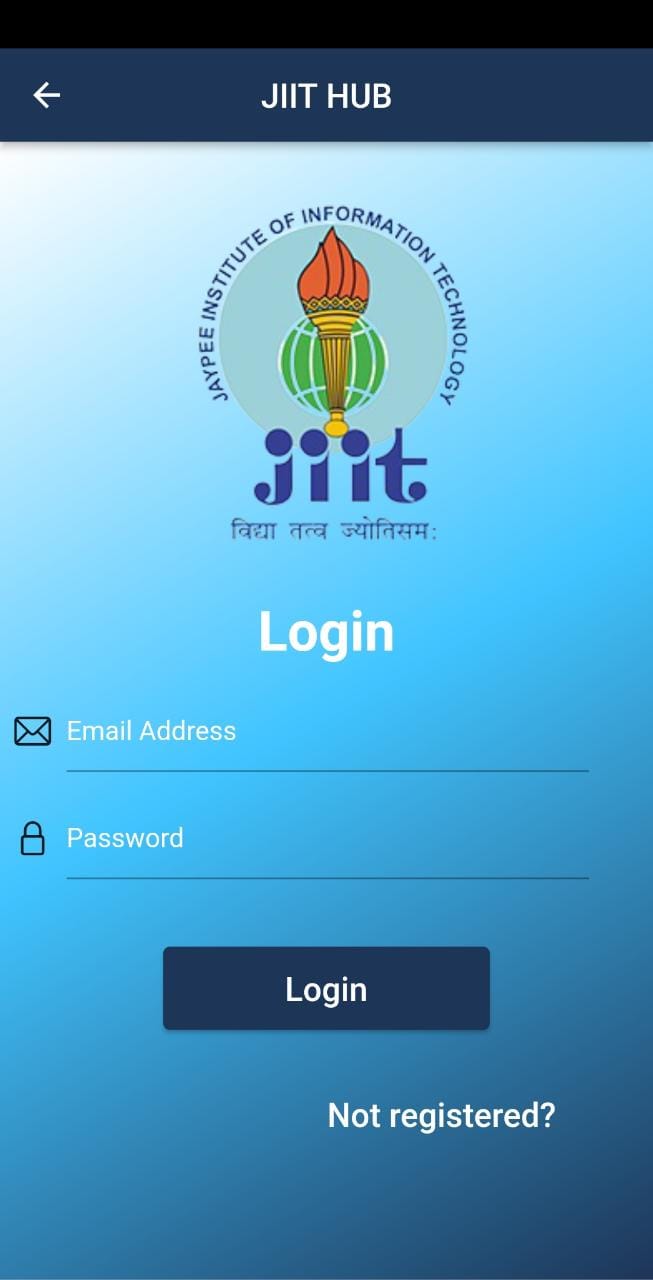 JIIT HUB
JAYPEE INSTITUTE OF INFORMATION TECHNOLOGY
jiit
विद्या तत्व ज्योतिसम:
Login
Email Address
Password
Login
Not registered?